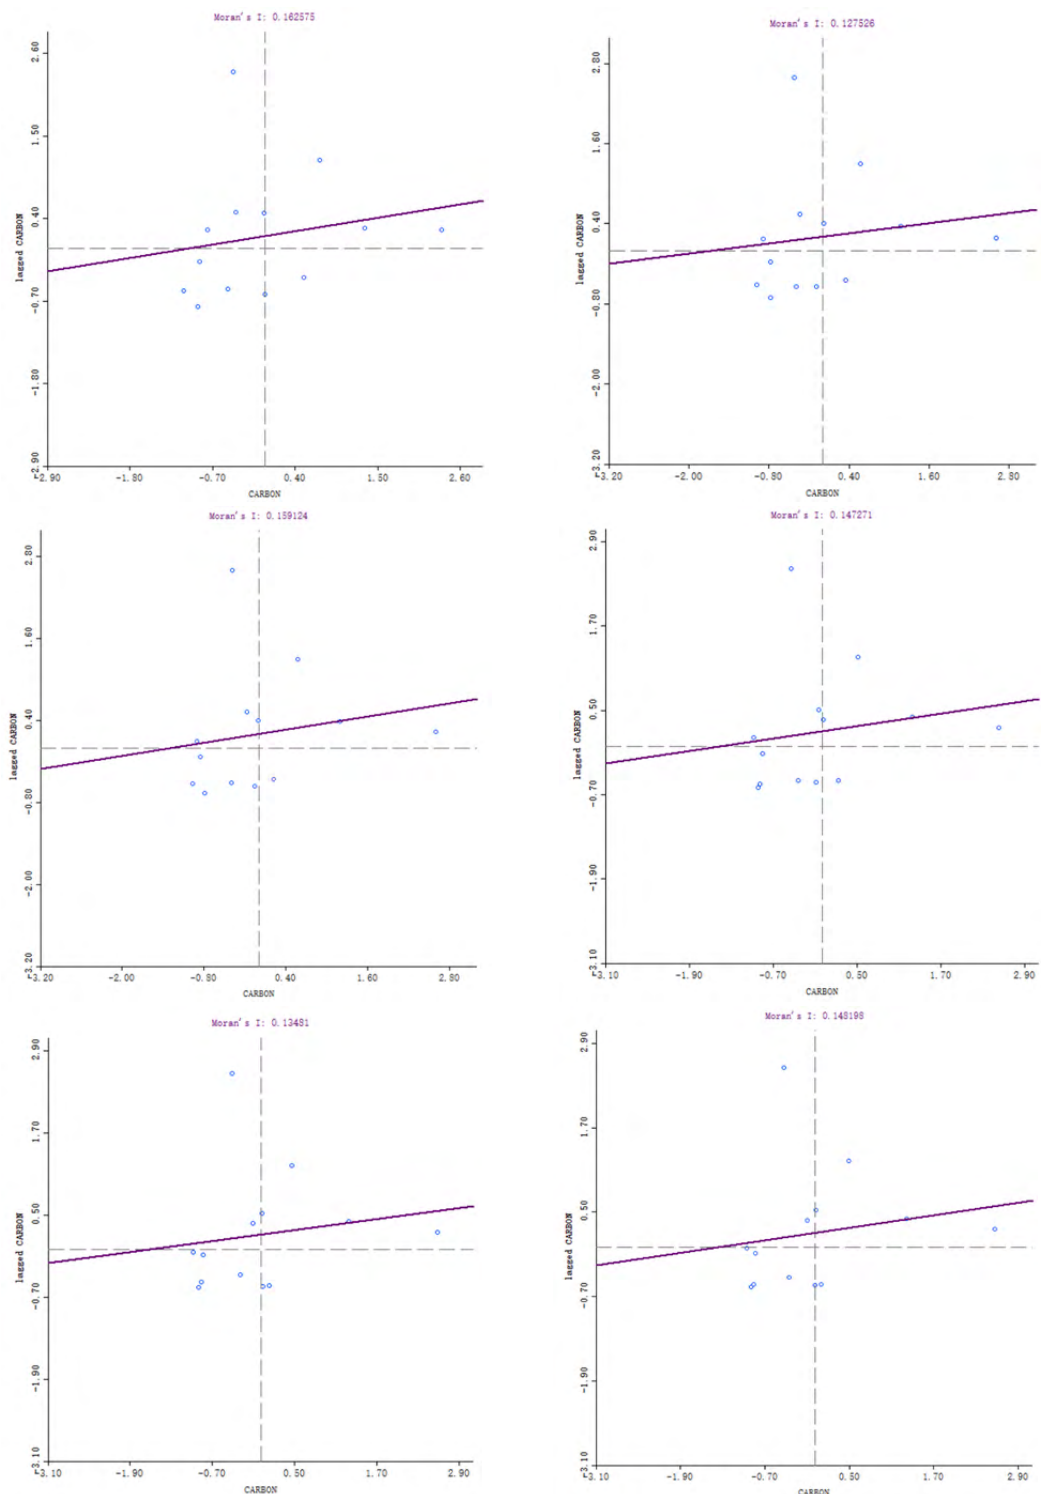 Moran's I: 0.162575
lagged CARBON
2.60
1.50
0.40
-0.70
-1.80
-2.90
-2.90 -1.80 -0.70 0.40 1.50 2.60
CARBON
Moran's I: 0.127526
lagged CARBON
2.80
1.60
0.40
-0.80
-2.00
-3.20
-3.20 -2.00 -0.80 0.40 1.60 2.80
CARBON
Moran's I: 0.159124
lagged CARBON
2.80
1.60
0.40
-0.80
-2.00
-3.20
-3.20 -2.00 -0.80 0.40 1.60 2.80
CARBON
Moran's I: 0.147271
lagged CARBON
2.90
1.70
0.50
-0.70
-1.90
-3.10
-3.10 -1.90 -0.70 0.50 1.70 2.90
CARBON
Moran's I: 0.13481
lagged CARBON
2.90
1.70
0.50
-0.70
-1.90
-3.10
-3.10 -1.90 -0.70 0.50 1.70 2.90
CARBON
Moran's I: 0.148198
lagged CARBON
2.90
1.70
0.50
-0.70
-1.90
-3.10
-3.10 -1.90 -0.70 0.50 1.70 2.90
CARBON